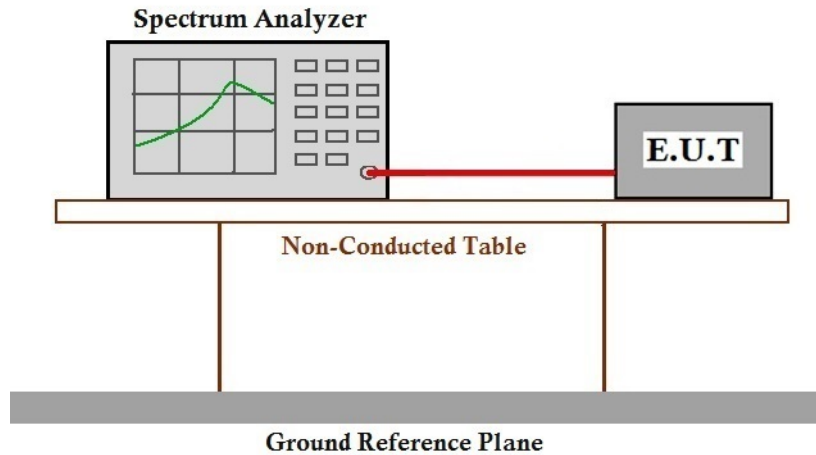 Spectrum Analyzer
E.U.T
Non-Conducted Table
Ground Reference Plane